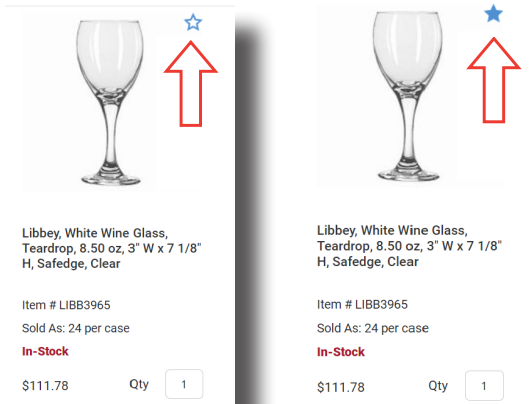 Libbey, White Wine Glass,
Teardrop, 8.50 oz, 3" W x 7 1/8"
H, Safedge, Clear
Item # LIBB3965
Sold As: 24 per case
In-Stock
$111.78 Qty 1
Libbey, White Wine Glass,
Teardrop, 8.50 oz, 3" W x 7 1/8"
H, Safedge, Clear
Item # LIBB3965
Sold As: 24 per case
In-Stock
$111.78 Qty 1